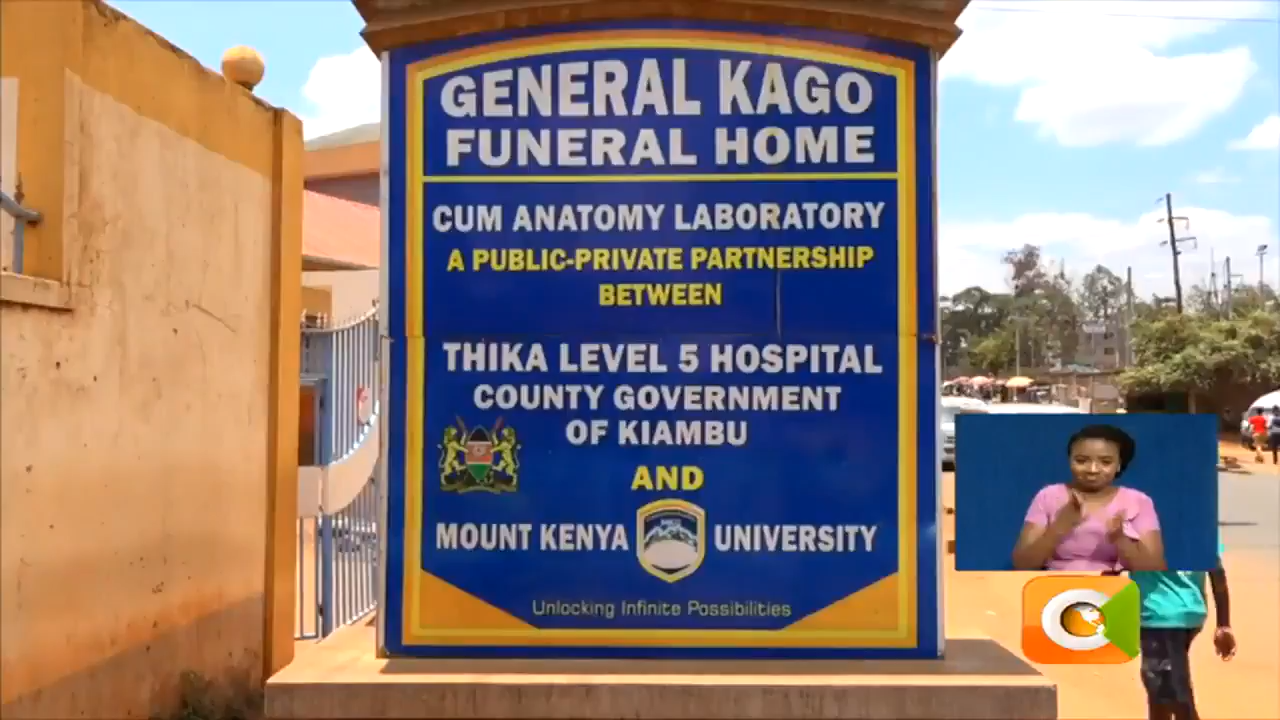 GENERAL KAGO
FUNERAL HOME
CUM ANATOMY LABORATORY
A PUBLIC-PRIVATE PARTNERSHIP
BETWEEN
THIKA LEVEL 5 HOSPITAL
COUNTY GOVERNMENT
OF KIAMBU
AND
MOUNT KENYA UNIVERSITY
Unlocking Infinite Possibilities